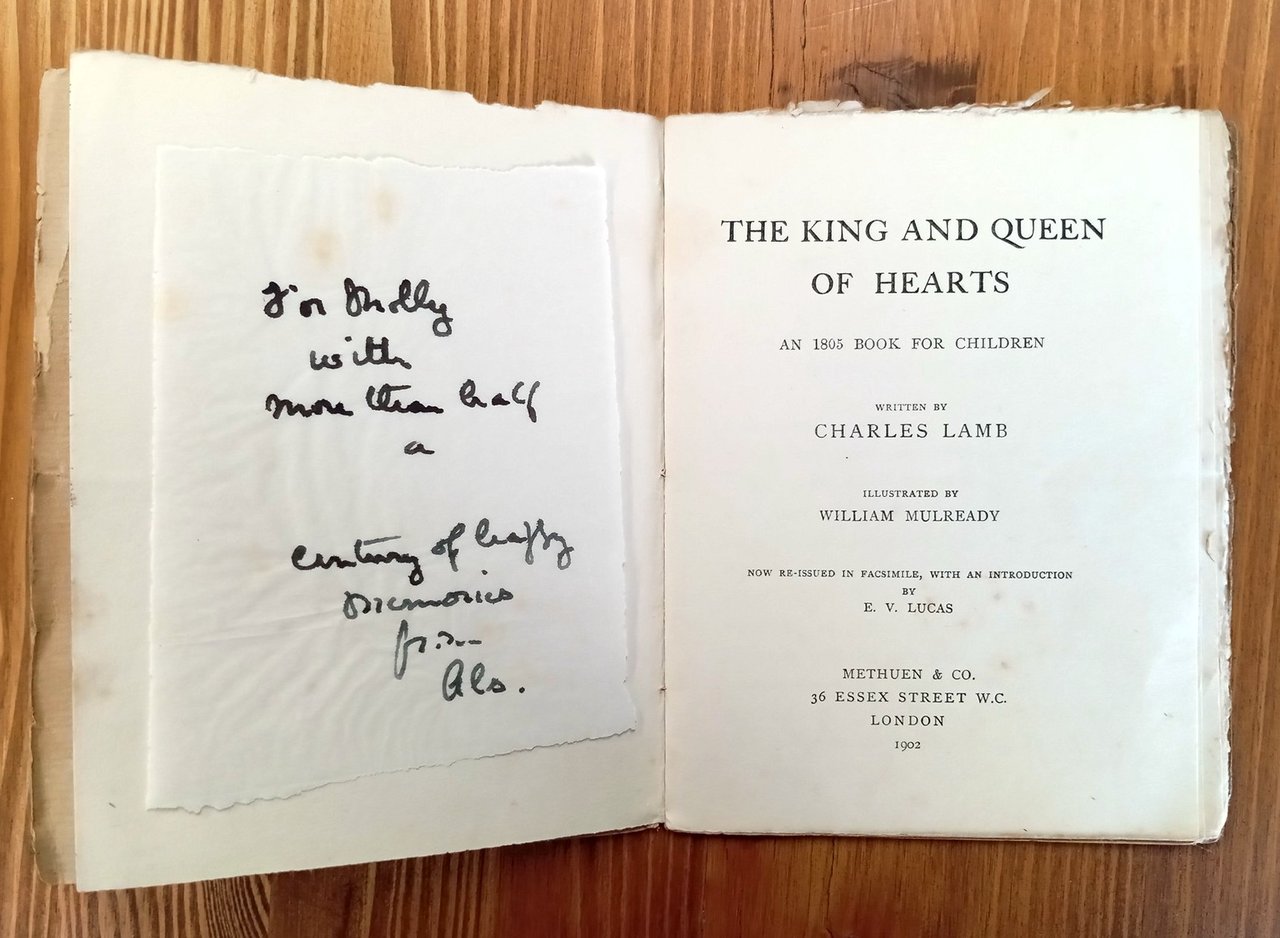 For Molly
with
more than half
a
century of happy
memories
from
THE KING AND QUEEN
OF HEARTS
AN 1805 BOOK FOR CHILDREN
WRITTEN BY
CHARLES LAMB
ILLUSTRATED BY
WILLIAM MULREADY
NOW RE-ISSUED IN FACSIMILE, WITH AN INTRODUCTION
BY
E. V. LUCAS
METHUEN & CO.
36 ESSEX STREET W.C.
LONDON
1902